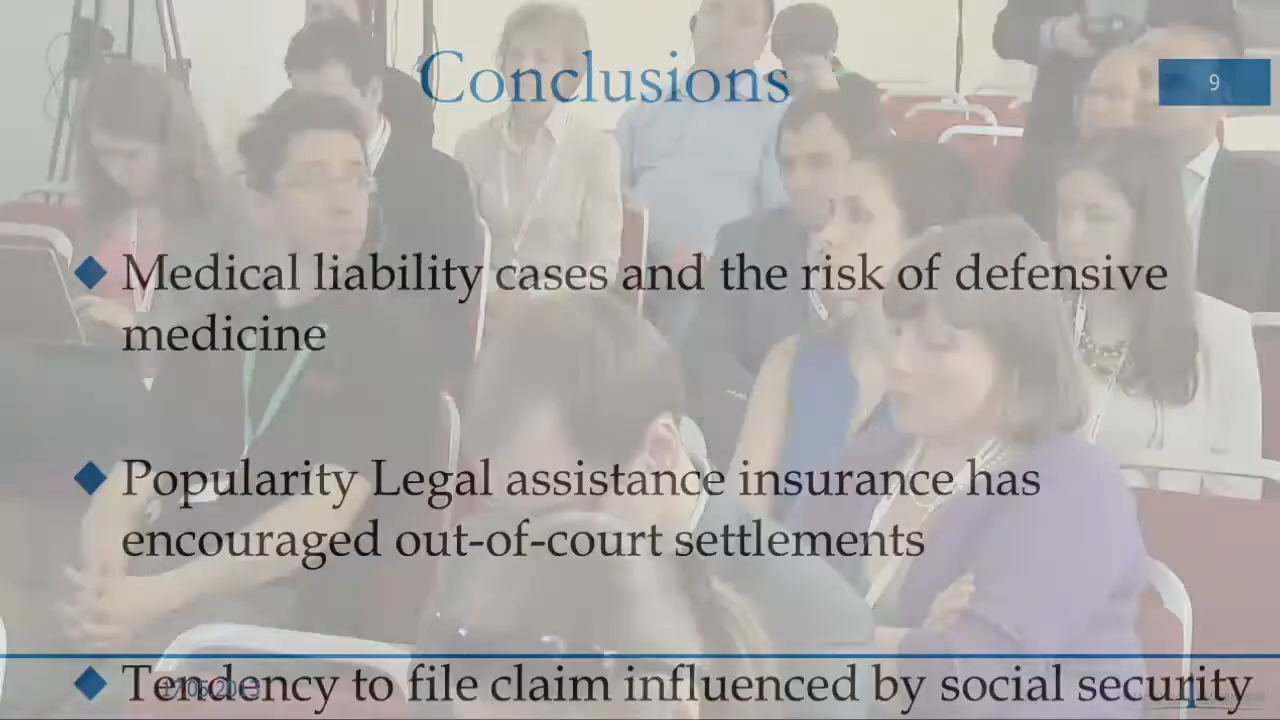 Conclusions
9
◆ Medical liability cases and the risk of defensive
medicine
◆ Popularity Legal assistance insurance has
encouraged out-of-court settlements
◆ Tendency to file claim influenced by social security